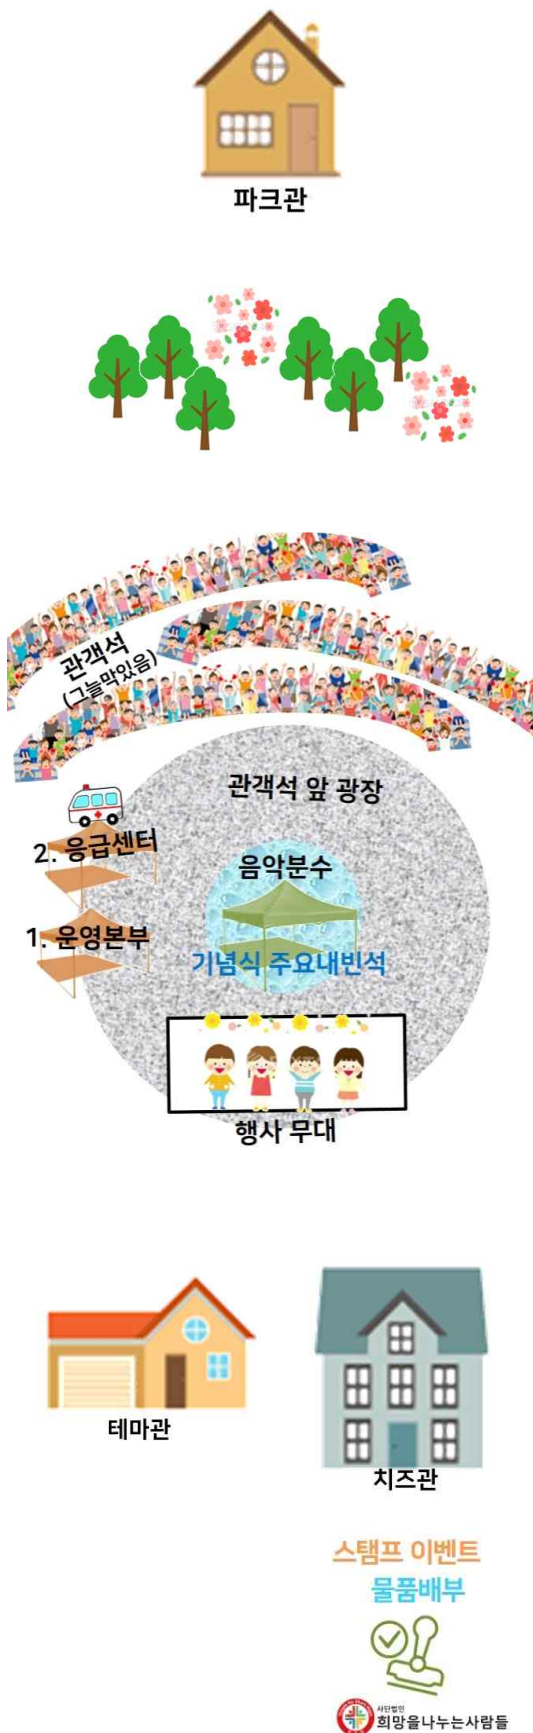 파크관
관객석
(그늘막있음)
관객석 앞 광장
2. 응급센터
음악분수
1. 운영본부
기념식 주요내빈석
행사 무대
테마관
치즈관
스탬프 이벤트
물품배부
사단법인
희망을나누는사람들